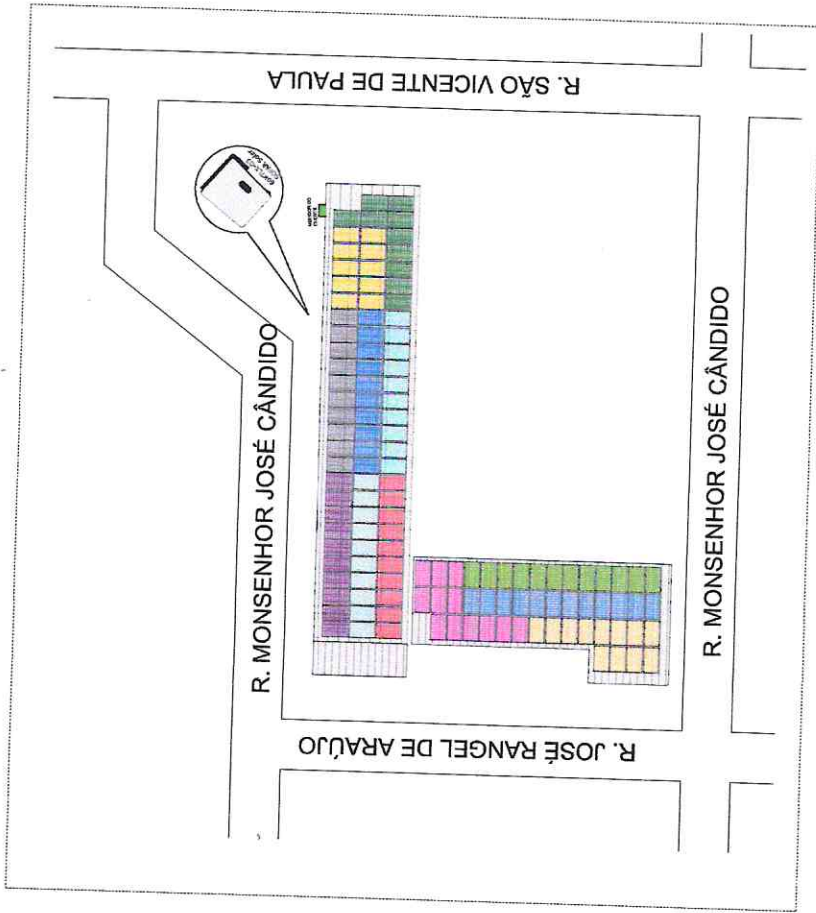 R. SÃO VICENTE DE PAULA
R. MONSENHOR JOSÉ CÂNDIDO
R. MONSENHOR JOSÉ CÂNDIDO
R. JOSÉ RANGEL DE ARAÚJO